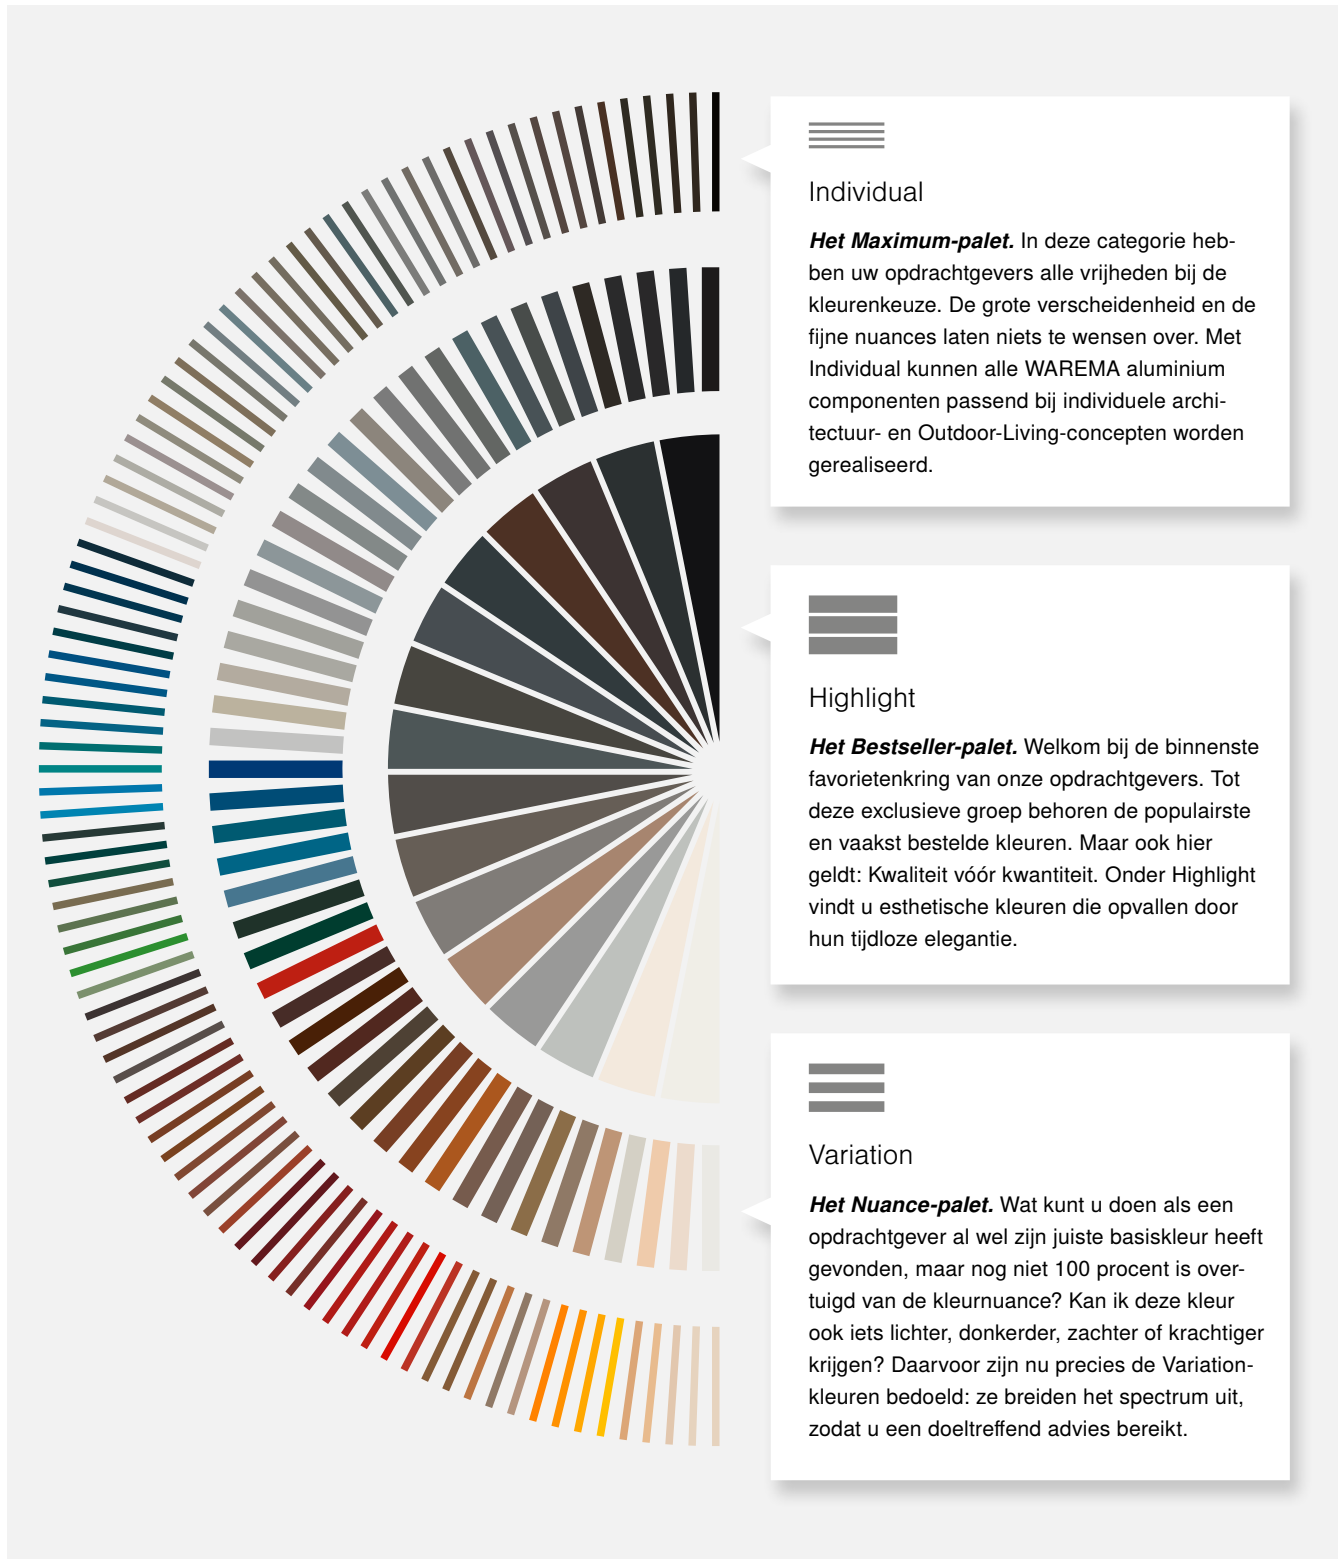 Individual
Het Maximum-palet. In deze categorie heb-
ben uw opdrachtgevers alle vrijheden bij de
kleurenkeuze. De grote verscheidenheid en de
fijne nuances laten niets te wensen over. Met
Individual kunnen alle WAREMA aluminium
componenten passend bij individuele archi-
tectuur- en Outdoor-Living-concepten worden
gerealiseerd.
Highlight
Het Bestseller-palet. Welkom bij de binnenste
favorietenkring van onze opdrachtgevers. Tot
deze exclusieve groep behoren de populairste
en vaakst bestelde kleuren. Maar ook hier
geldt: Kwaliteit vóór kwantiteit. Onder Highlight
vindt u esthetische kleuren die opvallen door
hun tijdloze elegantie.
Variation
Het Nuance-palet. Wat kunt u doen als een
opdrachtgever al wel zijn juiste basiskleur heeft
gevonden, maar nog niet 100 procent is over-
tuigd van de kleurnuance? Kan ik deze kleur
ook iets lichter, donkerder, zachter of krachtiger
krijgen? Daarvoor zijn nu precies de Variation-
kleuren bedoeld: ze breiden het spectrum uit,
zodat u een doeltreffend advies bereikt.